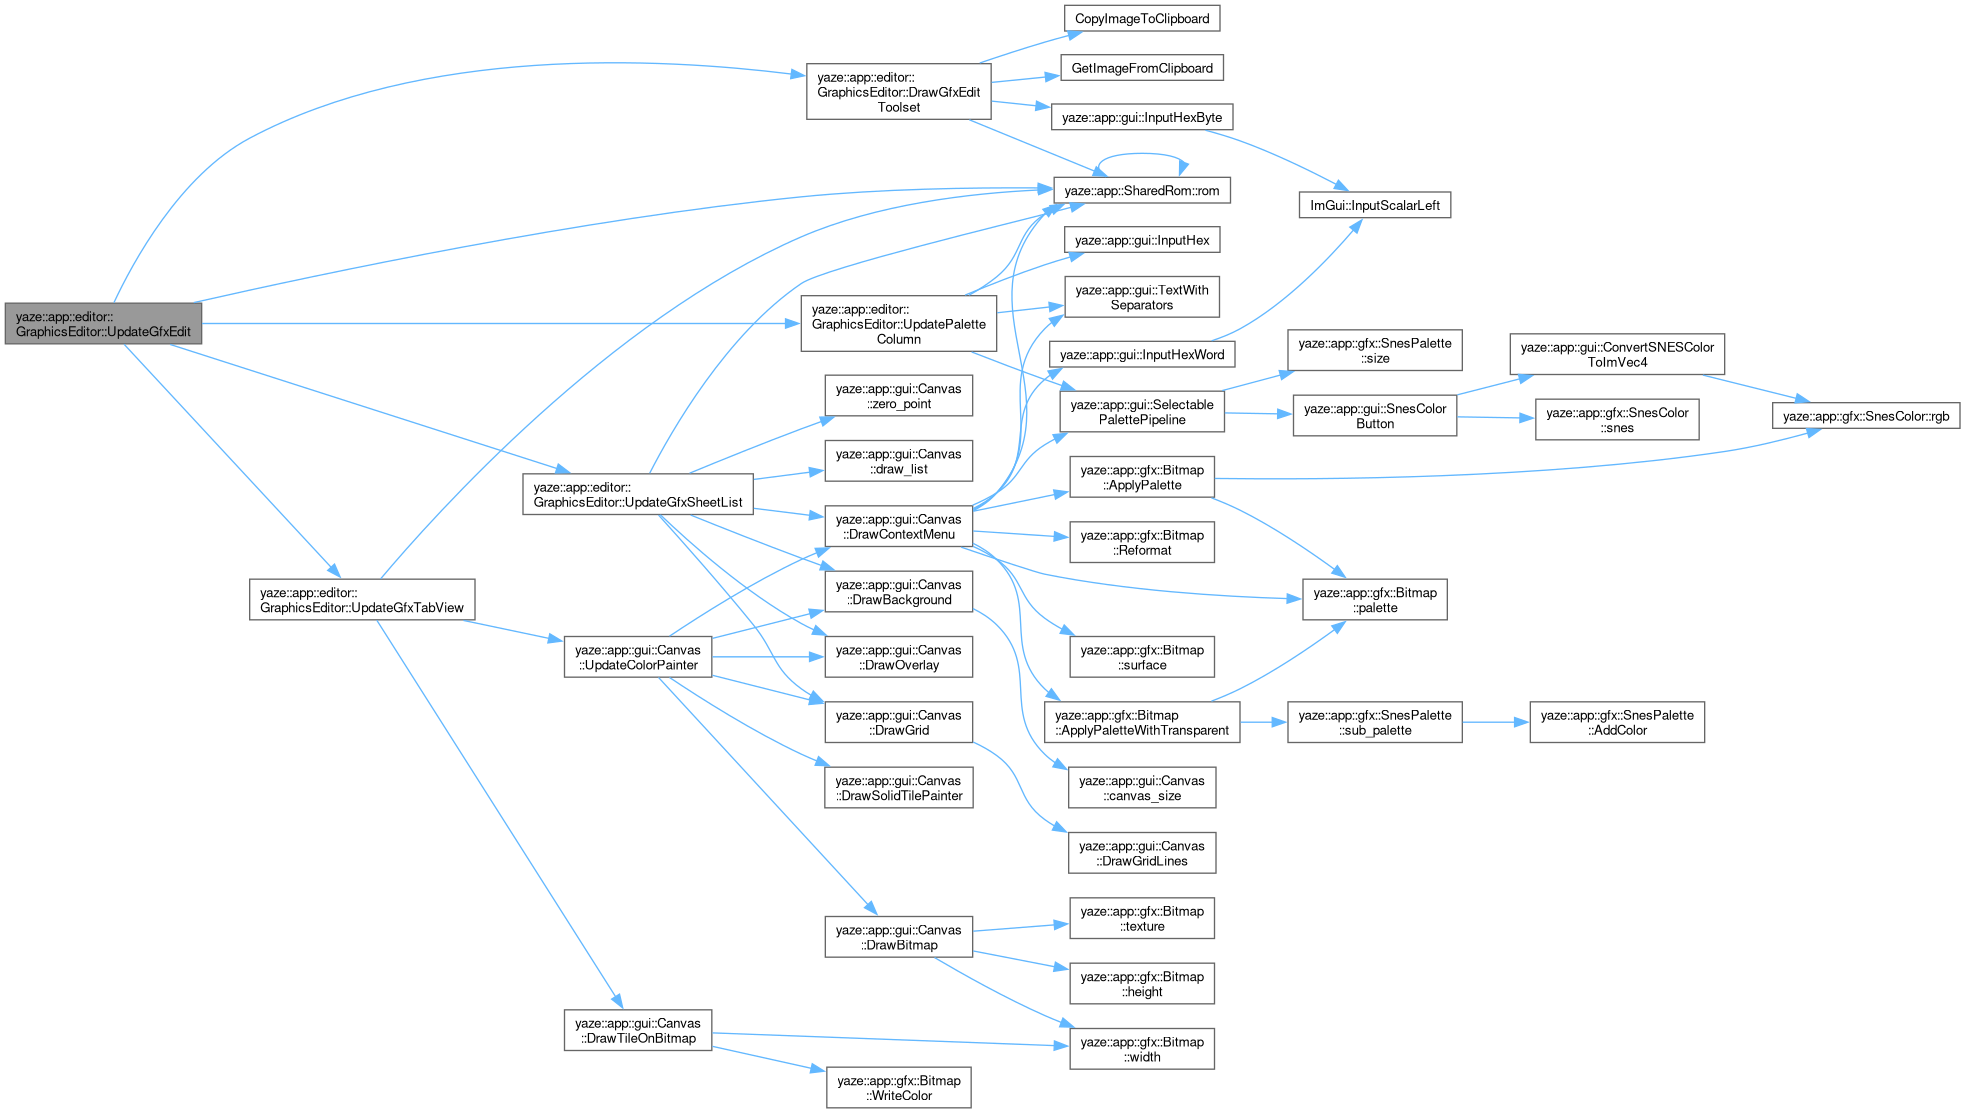 CopyImageToClipboard
GetImageFromClipboard
yaze::app::editor::
GraphicsEditor::DrawGfxEdit
Toolset
yaze::app::gui::InputHexByte
yaze::app::SharedRom::rom
ImGui::InputScalarLeft
yaze::app::gui::InputHex
yaze::app::gui::TextWith
Separators
yaze::app::editor::
GraphicsEditor::UpdateGfxEdit
yaze::app::editor::
GraphicsEditor::UpdatePalette
Column
yaze::app::gui::InputHexWord
yaze::app::gfx::SnesPalette
::size
yaze::app::gui::ConvertSNESColor
ToImVec4
yaze::app::gui::Canvas
::zero_point
yaze::app::gui::Selectable
PalettePipeline
yaze::app::gui::SnesColor
Button
yaze::app::gfx::SnesColor
::snes
yaze::app::gfx::SnesColor::rgb
yaze::app::gui::Canvas
::draw_list
yaze::app::gfx::Bitmap
::ApplyPalette
yaze::app::editor::
GraphicsEditor::UpdateGfxSheetList
yaze::app::gui::Canvas
::DrawContextMenu
yaze::app::gfx::Bitmap
::Reformat
yaze::app::gui::Canvas
::DrawBackground
yaze::app::gfx::Bitmap
::palette
yaze::app::editor::
GraphicsEditor::UpdateGfxTabView
yaze::app::gui::Canvas
::UpdateColorPainter
yaze::app::gui::Canvas
::DrawOverlay
yaze::app::gfx::Bitmap
::surface
yaze::app::gui::Canvas
::DrawGrid
yaze::app::gfx::Bitmap
::ApplyPaletteWithTransparent
yaze::app::gfx::SnesPalette
::sub_palette
yaze::app::gfx::SnesPalette
::AddColor
yaze::app::gui::Canvas
::DrawSolidTilePainter
yaze::app::gui::Canvas
::canvas_size
yaze::app::gui::Canvas
::DrawGridLines
yaze::app::gui::Canvas
::DrawBitmap
yaze::app::gfx::Bitmap
::texture
yaze::app::gfx::Bitmap
::height
yaze::app::gui::Canvas
::DrawTileOnBitmap
yaze::app::gfx::Bitmap
::width
yaze::app::gfx::Bitmap
::WriteColor